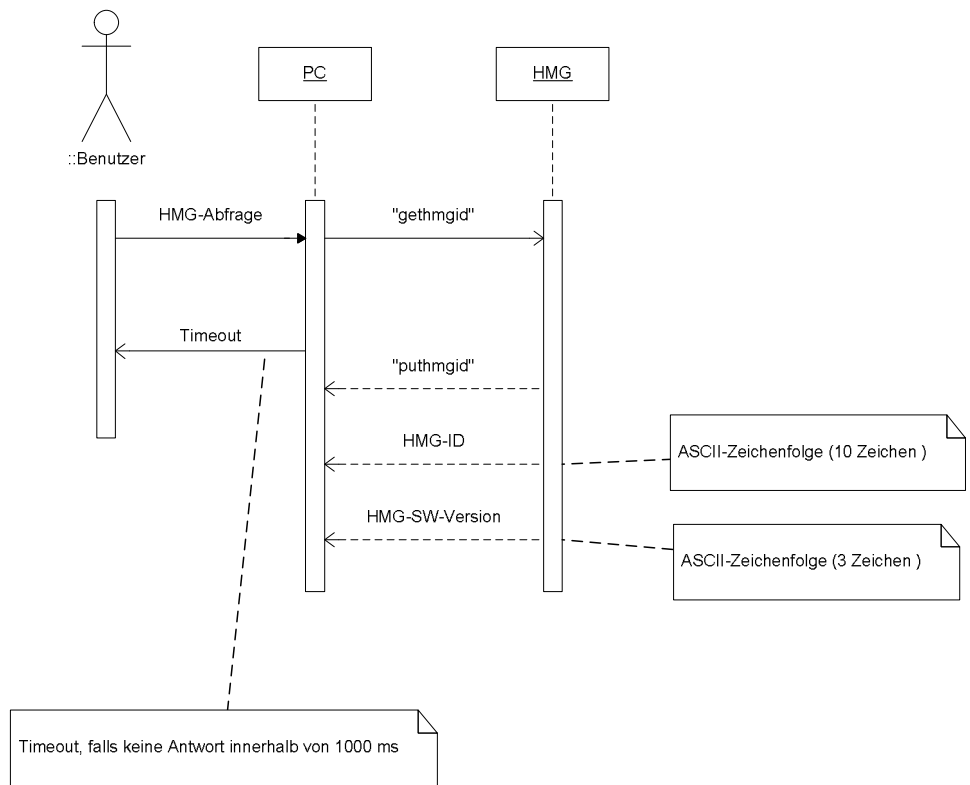 PC
HMG
::Benutzer
HMG-Abfrage
"gethmgid"
Timeout
"puthmgid"
HMG-ID
ASCII-Zeichenfolge (10 Zeichen )
HMG-SW-Version
ASCII-Zeichenfolge (3 Zeichen )
Timeout, falls keine Antwort innerhalb von 1000 ms